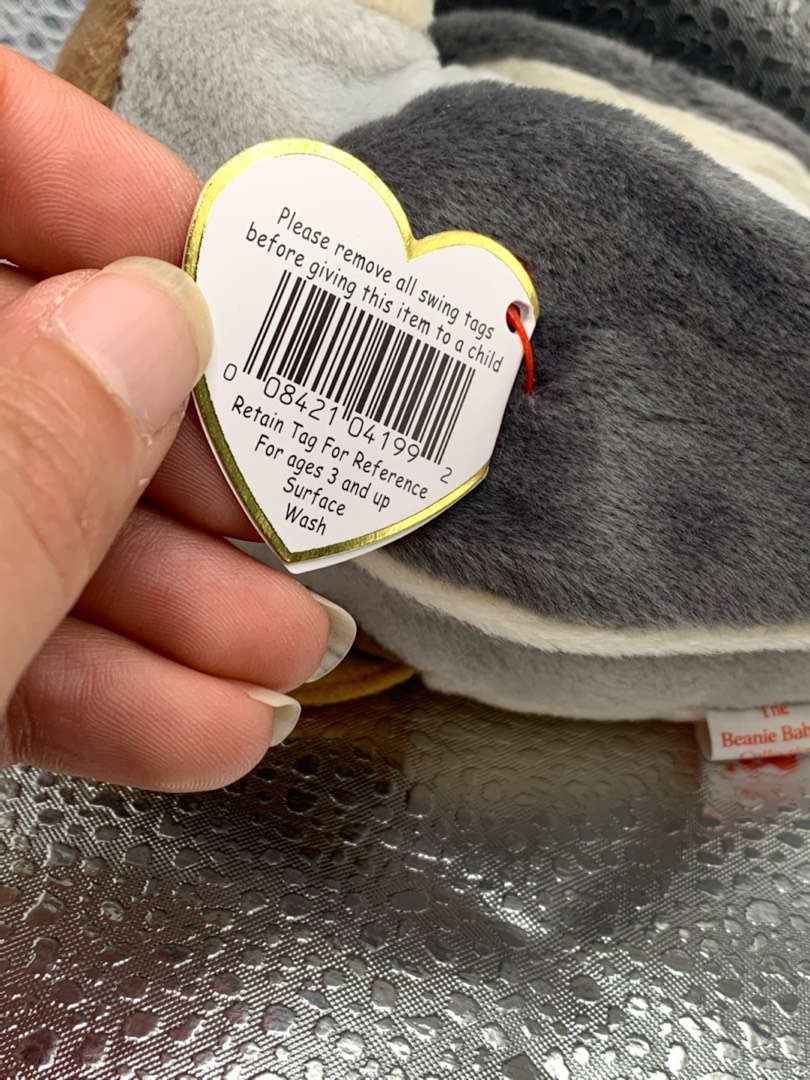 Please remove all swing tags
before giving this item to a child
0 08421 04199 2
Retain Tag For Reference
For ages 3 and up
Surface
Wash
The
Beanie Bab